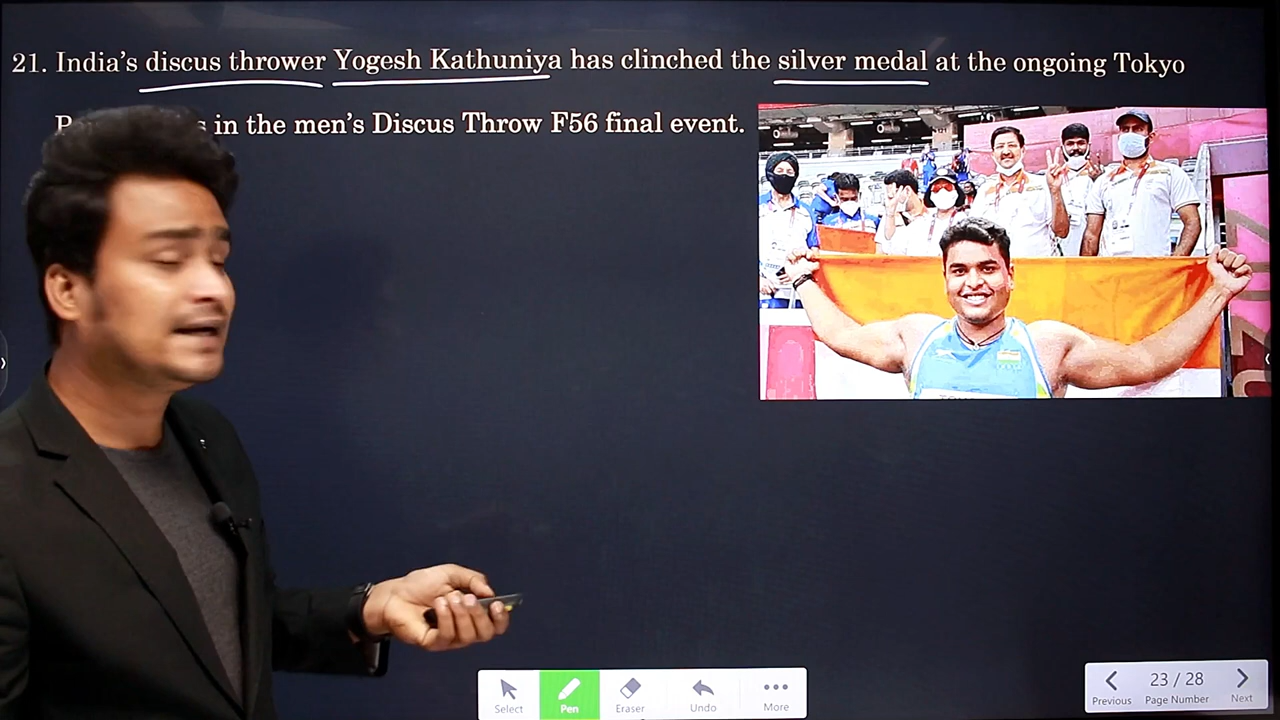 21. India's discus thrower Yogesh Kathuniya has clinched the silver medal at the ongoing Tokyo
in the men's Discus Throw F56 final event.
Select
Pen
Eraser
Undo
More
Previous
23 / 28
Page Number
Next